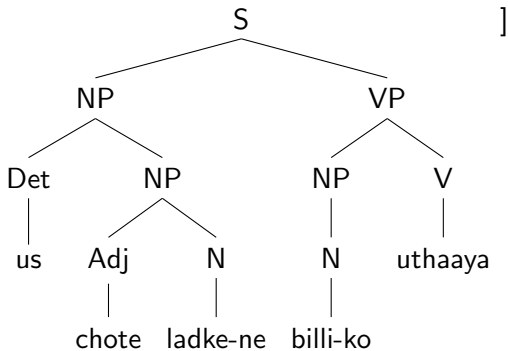 S ]
NP VP
Det NP NP V
us Adj N N uthaaya
chote ladke-ne billi-ko